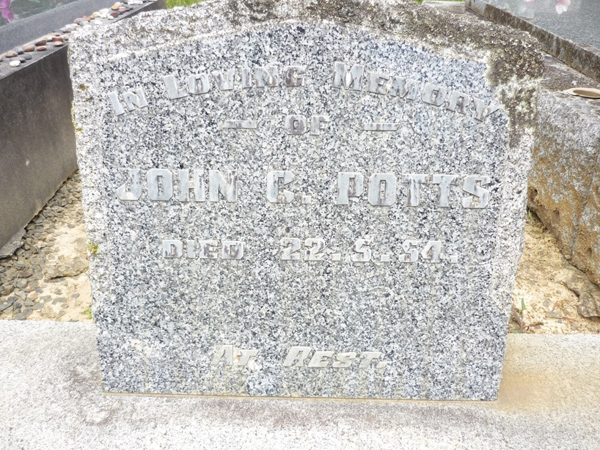 In Loving Memory
— of —
JOHN C. POTTS
DIED 22.5.54.
At Rest.